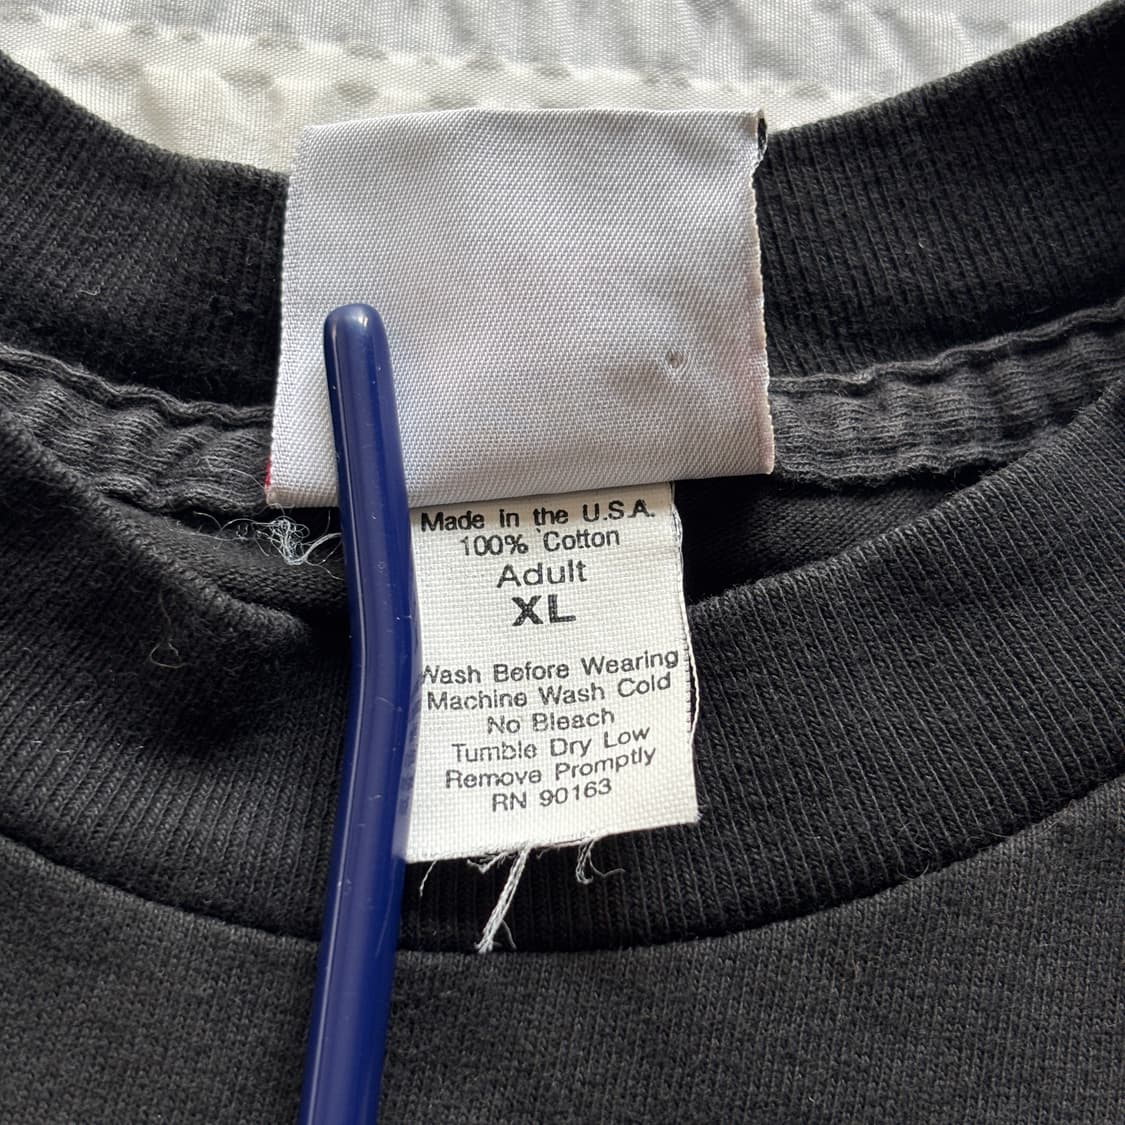 Made in the U.S.A.
100% Cotton
Adult
XL
Wash Before Wearing
Machine Wash Cold
No Bleach
Tumble Dry Low
Remove Promptly
RN 90163